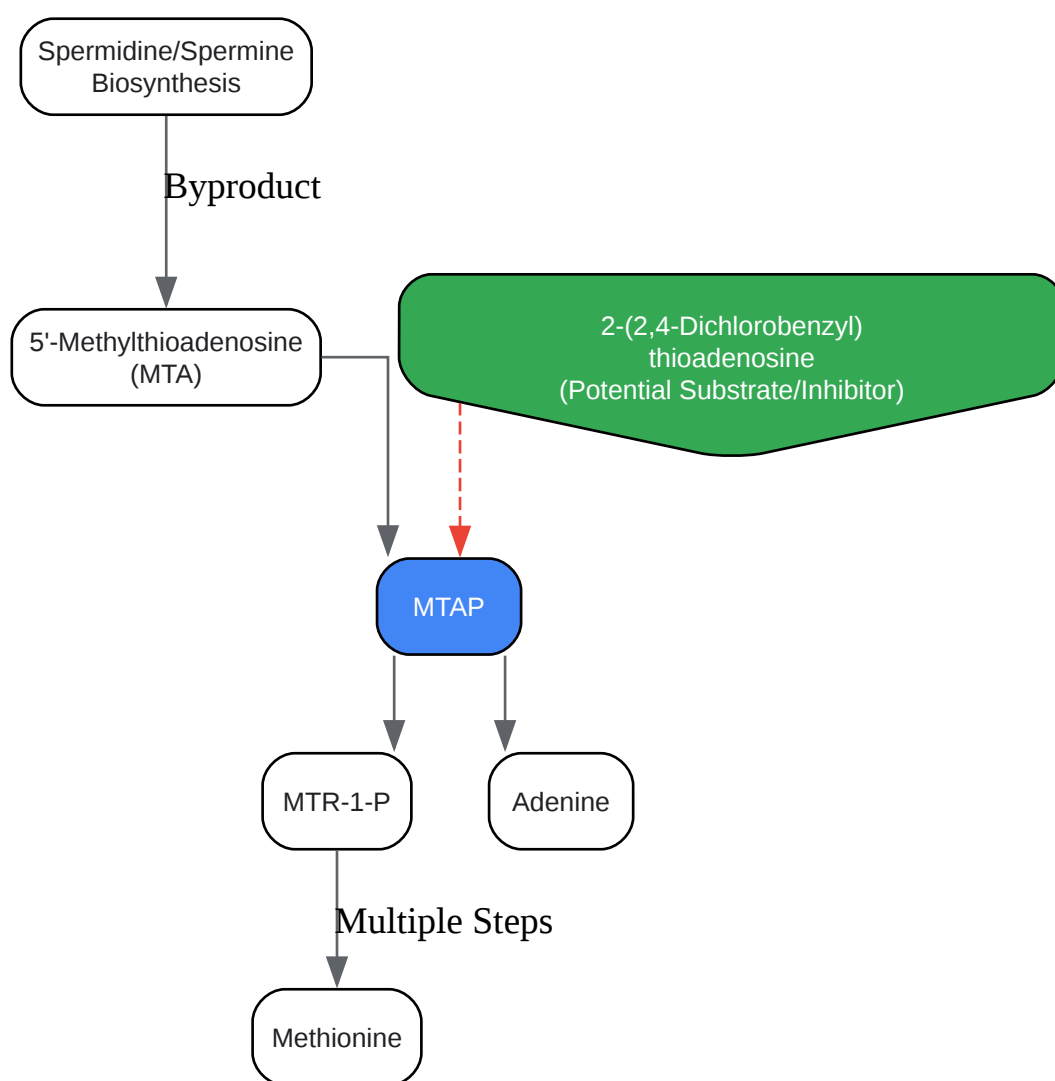 Spermidine/Spermine
Biosynthesis
Byproduct
5'-Methylthioadenosine
(MTA)
2-(2,4-Dichlorobenzyl)
thioadenosine
(Potential Substrate/Inhibitor)
MTAP
MTR-1-P
Adenine
Multiple Steps
Methionine